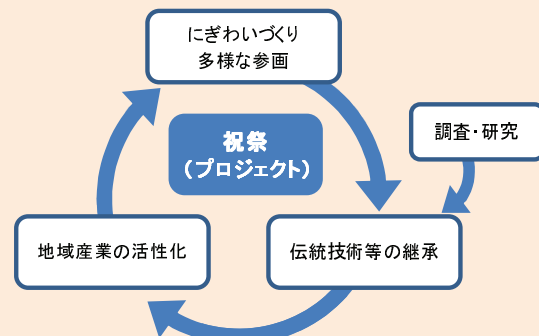 にぎわいづくり
多様な参画
祝祭
（プロジェクト）
調査・研究
地域産業の活性化
伝統技術等の継承